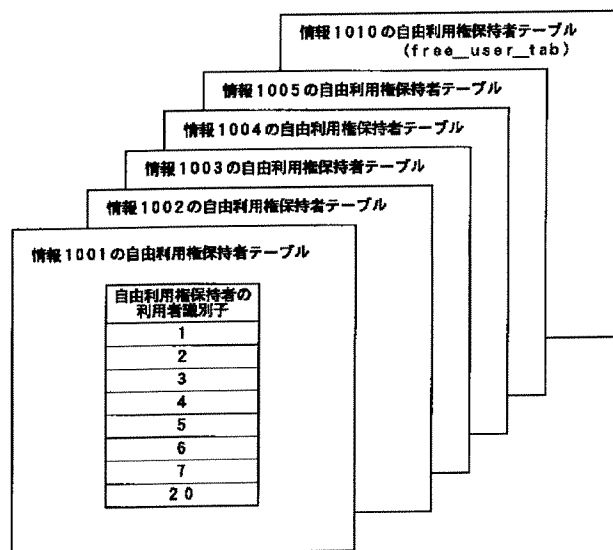 情報1010の自由利用権保持者テーブル
(free_user_tab)
情報1005の自由利用権保持者テーブル
情報1004の自由利用権保持者テーブル
情報1003の自由利用権保持者テーブル
情報1002の自由利用権保持者テーブル
情報1001の自由利用権保持者テーブル
自由利用権保持者の
利用者識別子
1
2
3
4
5
6
7
20